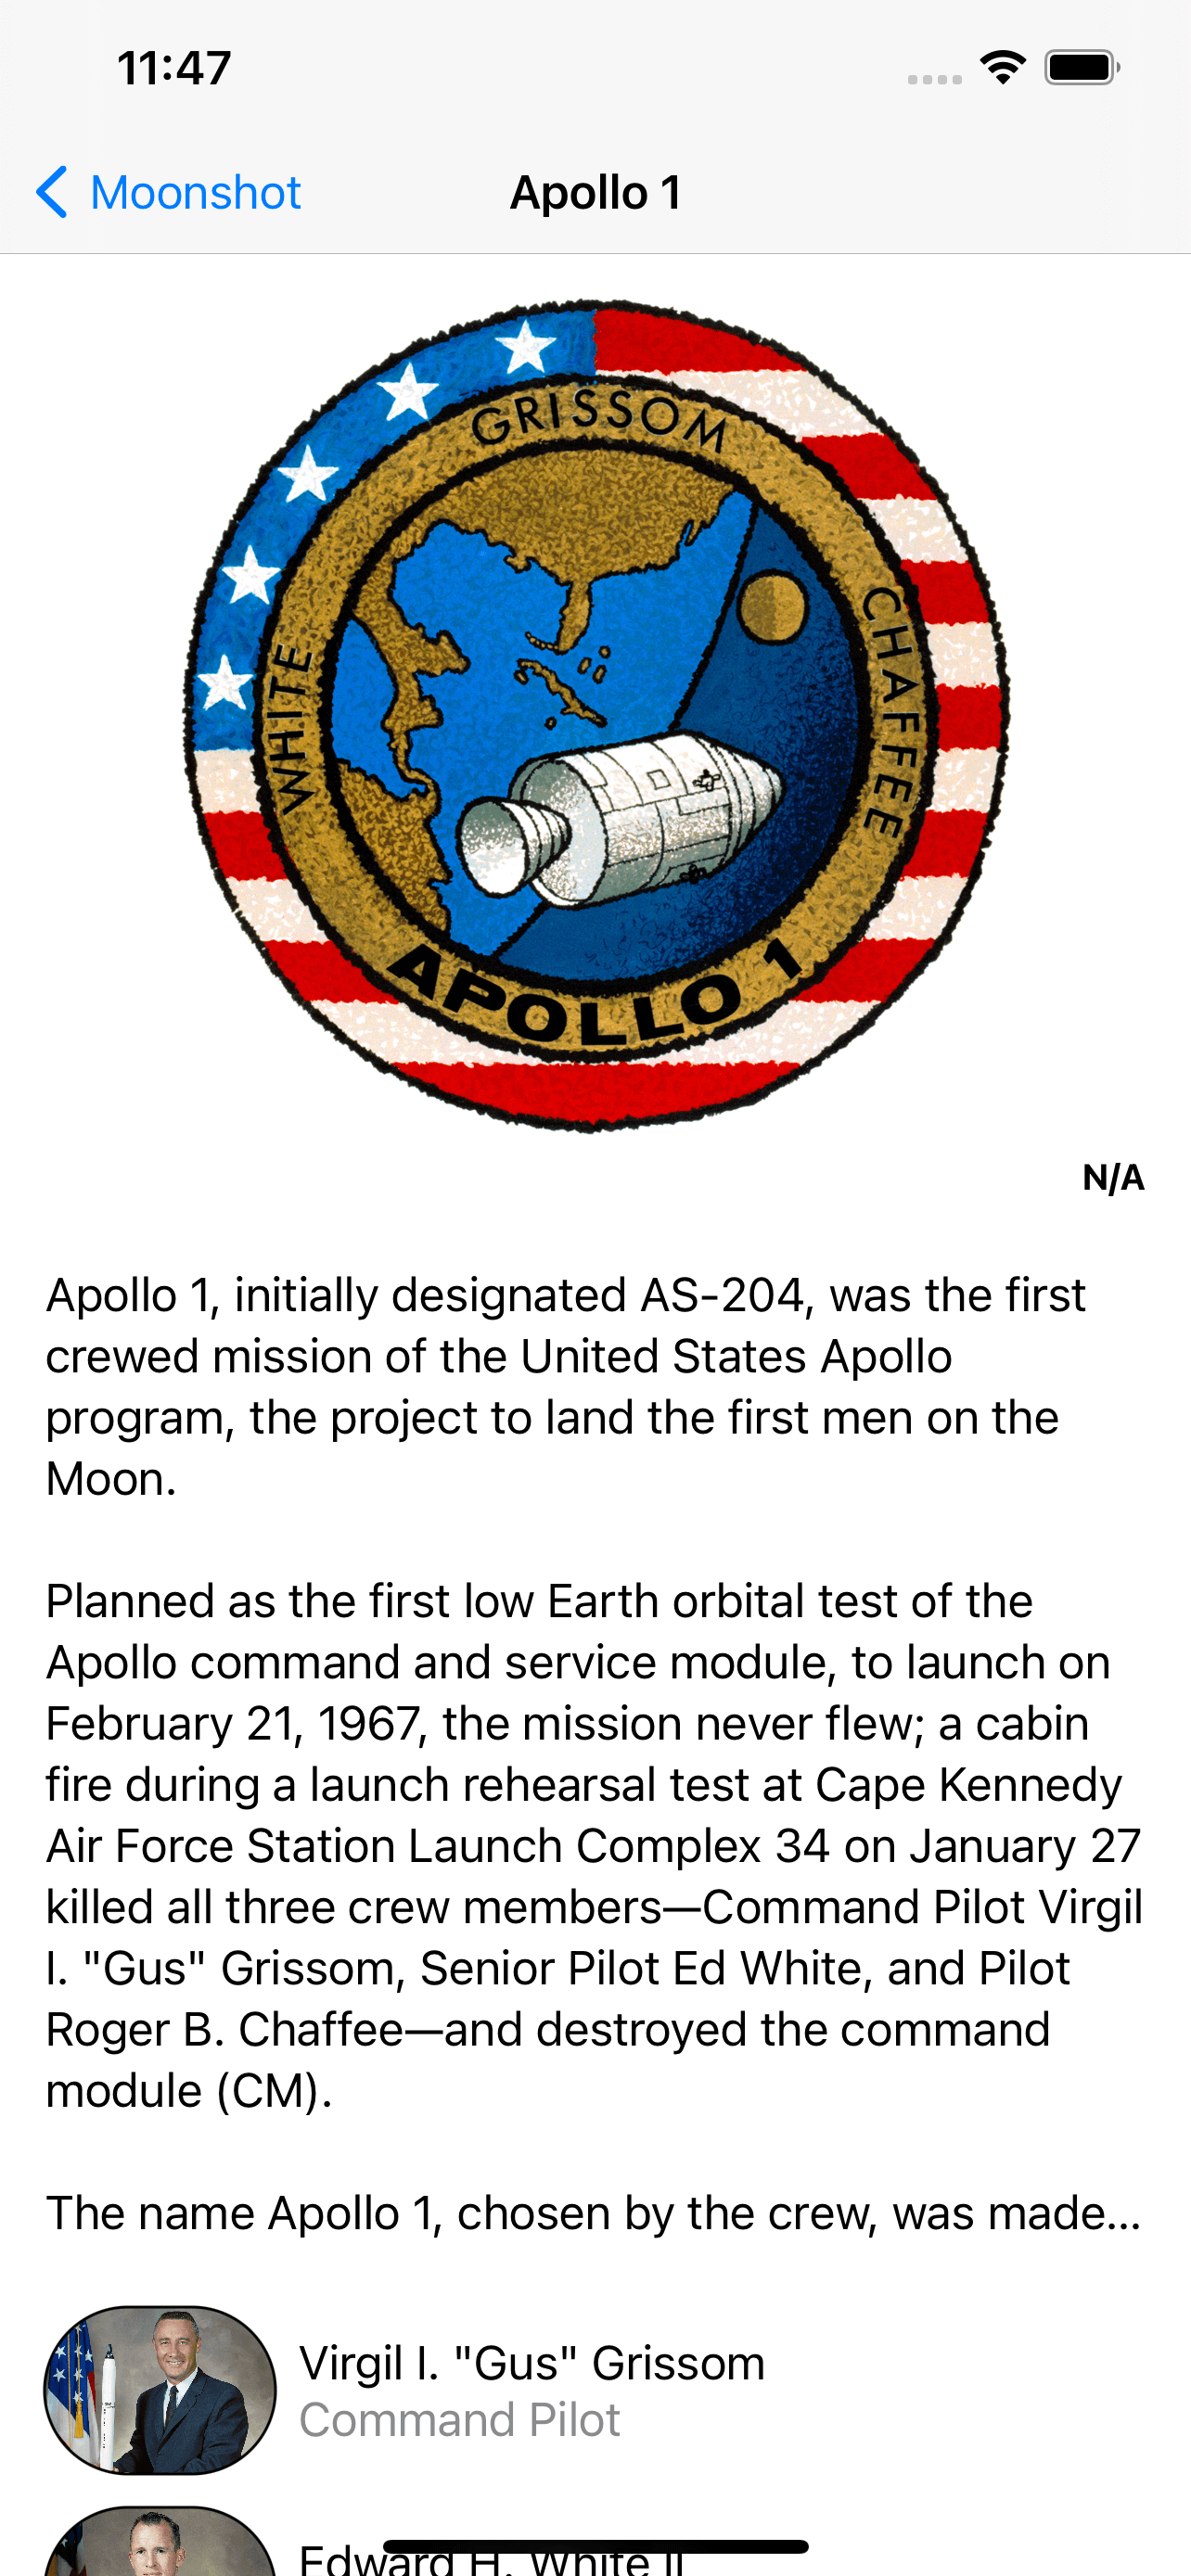 11:47
Moonshot
Apollo 1
GRISSOM
WHITE
CHAFFEE
APOLLO 1
N/A
Apollo 1, initially designated AS-204, was the first
crewed mission of the United States Apollo
program, the project to land the first men on the
Moon.
Planned as the first low Earth orbital test of the
Apollo command and service module, to launch on
February 21, 1967, the mission never flew; a cabin
fire during a launch rehearsal test at Cape Kennedy
Air Force Station Launch Complex 34 on January 27
killed all three crew members—Command Pilot Virgil
I. "Gus" Grissom, Senior Pilot Ed White, and Pilot
Roger B. Chaffee—and destroyed the command
module (CM).
The name Apollo 1, chosen by the crew, was made...
Virgil I. "Gus" Grissom
Command Pilot
Edward H. White II